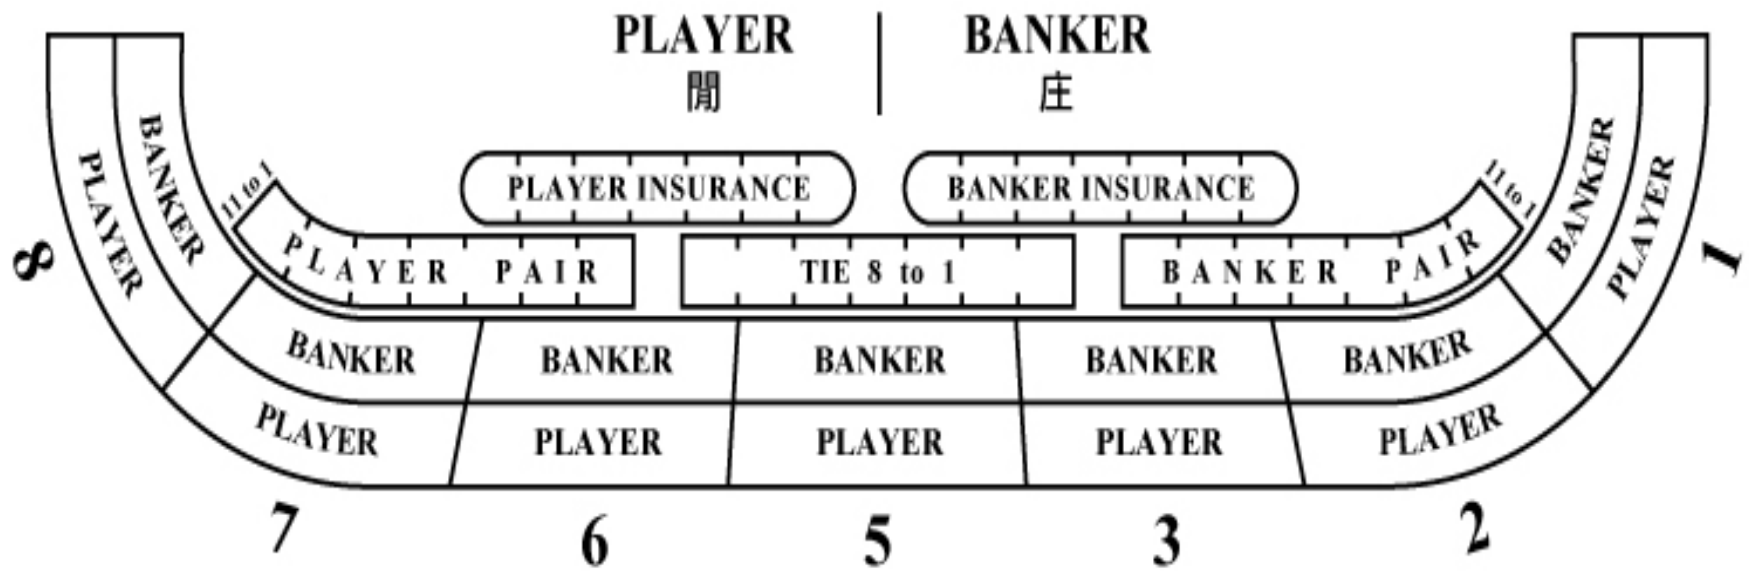 PLAYER
BANKER
閒
庄
PLAYER INSURANCE
BANKER INSURANCE
11 to 1
PLAYER PAIR
TIE 8 to 1
BANKER PAIR
11 to 1
PLAYER
BANKER
BANKER
PLAYER
BANKER
BANKER
BANKER
BANKER
BANKER
PLAYER
PLAYER
PLAYER
PLAYER
PLAYER
8
7
6
5
3
2
1